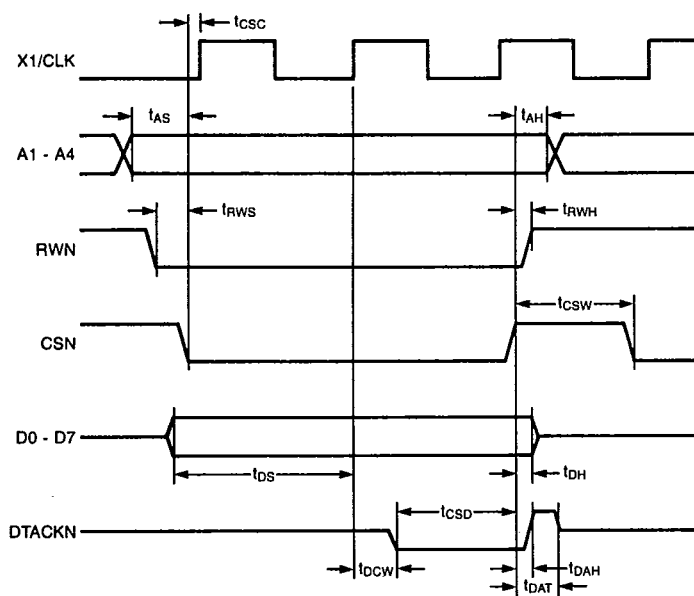 tCSC
X1/CLK
tAS
tAH
A1 - A4
tRWS
tRWH
RWN
tCSW
CSN
D0 - D7
tDS
tDH
tCSD
DTACKN
tDCW
tDAH
tDAT